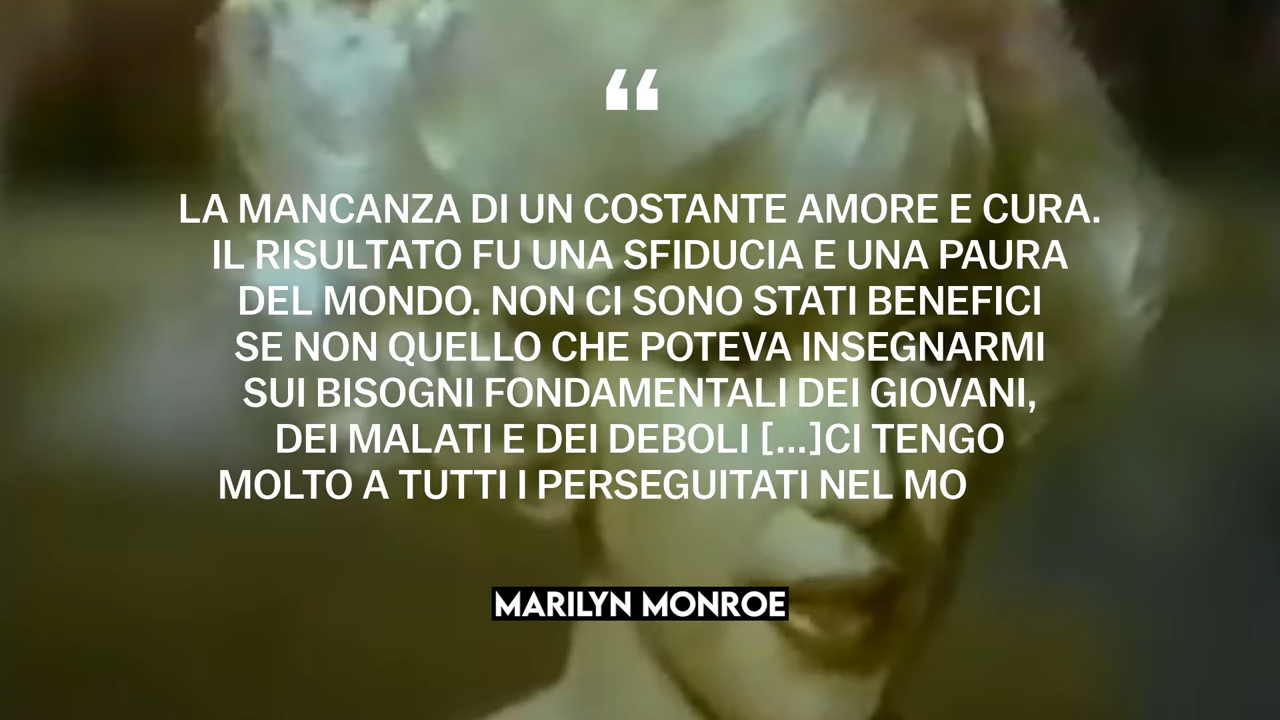 “
LA MANCANZA DI UN COSTANTE AMORE E CURA.
IL RISULTATO FU UNA SFIDUCIA E UNA PAURA
DEL MONDO. NON CI SONO STATI BENEFICI
SE NON QUELLO CHE POTEVA INSEGNARMI
SUI BISOGNI FONDAMENTALI DEI GIOVANI,
DEI MALATI E DEI DEBOLI [...]CI TENGO
MOLTO A TUTTI I PERSEGUITATI NEL MO
MARILYN MONROE